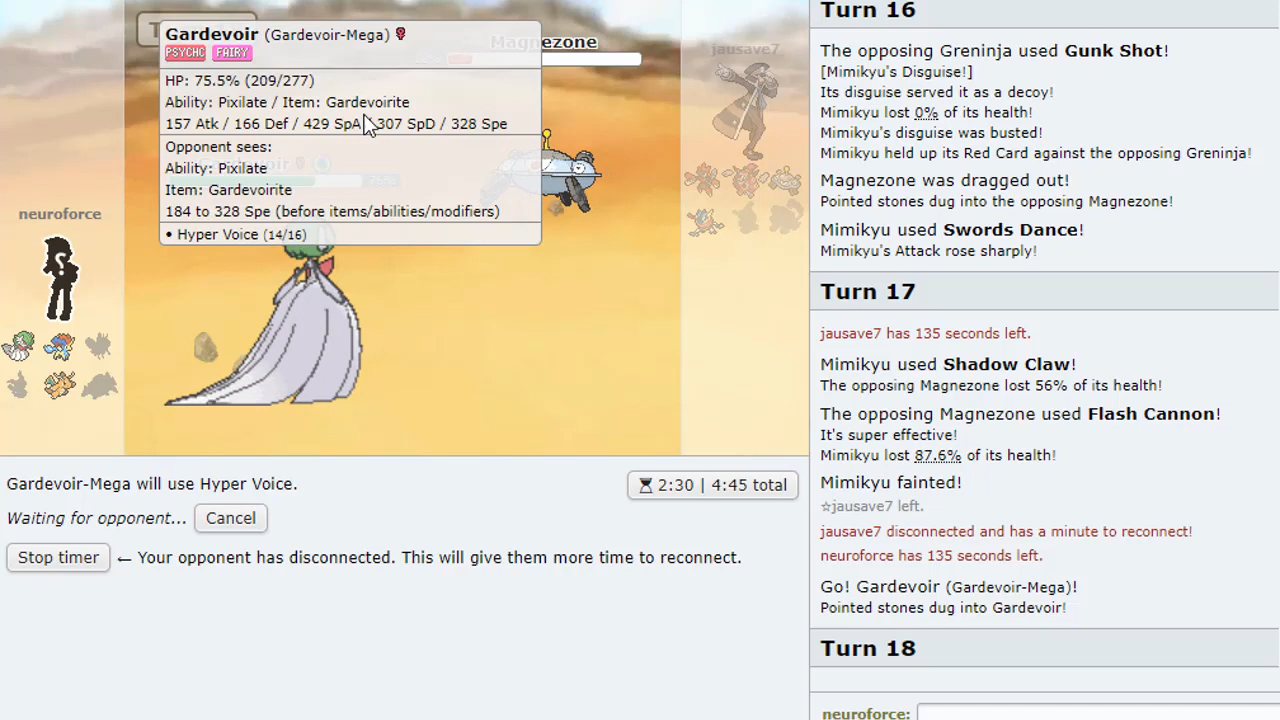 Gardevoir (Gardevoir-Mega)
PSYCHC FAIRY
HP: 75.5% (209/277)
Ability: Pixilate / Item: Gardevoirite
157 Atk / 166 Def / 429 SpA 307 SpD / 328 Spe
Opponent sees:
Ability: Pixilate
Item: Gardevoirite
184 to 328 Spe (before items/abilities/modifiers)
• Hyper Voice (14/16)
Magnezone
jausave7
neuroforce
Gardevoir-Mega will use Hyper Voice.
2:30 | 4:45 total
Waiting for opponent... Cancel
Stop timer ← Your opponent has disconnected. This will give them more time to reconnect.
Turn 16
The opposing Greninja used Gunk Shot!
[Mimikyu's Disguise!]
Its disguise served it as a decoy!
Mimikyu lost 0% of its health!
Mimikyu's disguise was busted!
Mimikyu held up its Red Card against the opposing Greninja!
Magnezone was dragged out!
Pointed stones dug into the opposing Magnezone!
Mimikyu used Swords Dance!
Mimikyu's Attack rose sharply!
Turn 17
jausave7 has 135 seconds left.
Mimikyu used Shadow Claw!
The opposing Magnezone lost 56% of its health!
The opposing Magnezone used Flash Cannon!
It's super effective!
Mimikyu lost 87.6% of its health!
Mimikyu fainted!
☆jausave7 left.
jausave7 disconnected and has a minute to reconnect!
neuroforce has 135 seconds left.
Go! Gardevoir (Gardevoir-Mega)!
Pointed stones dug into Gardevoir!
Turn 18
neuroforce: